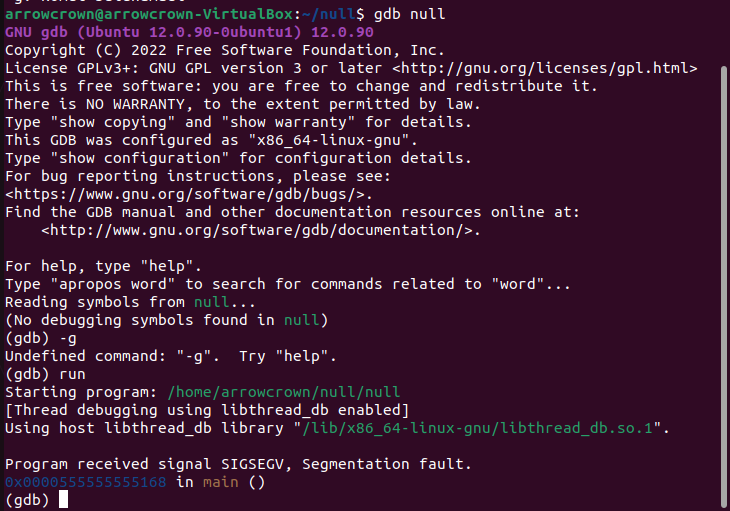 arrowcrown@arrowcrown-VirtualBox:~/null$ gdb null
GNU gdb (Ubuntu 12.0.90-0ubuntu1) 12.0.90
Copyright (C) 2022 Free Software Foundation, Inc.
License GPLv3+: GNU GPL version 3 or later <http://gnu.org/licenses/gpl.html>
This is free software: you are free to change and redistribute it.
There is NO WARRANTY, to the extent permitted by law.
Type "show copying" and "show warranty" for details.
This GDB was configured as "x86_64-linux-gnu".
Type "show configuration" for configuration details.
For bug reporting instructions, please see:
<https://www.gnu.org/software/gdb/bugs/>.
Find the GDB manual and other documentation resources online at:
    <http://www.gnu.org/software/gdb/documentation/>.

For help, type "help".
Type "apropos word" to search for commands related to "word"...
Reading symbols from null...
(No debugging symbols found in null)
(gdb) -g
Undefined command: "-g".  Try "help".
(gdb) run
Starting program: /home/arrowcrown/null/null
[Thread debugging using libthread_db enabled]
Using host libthread_db library "/lib/x86_64-linux-gnu/libthread_db.so.1".

Program received signal SIGSEGV, Segmentation fault.
0x0000555555555168 in main ()
(gdb)